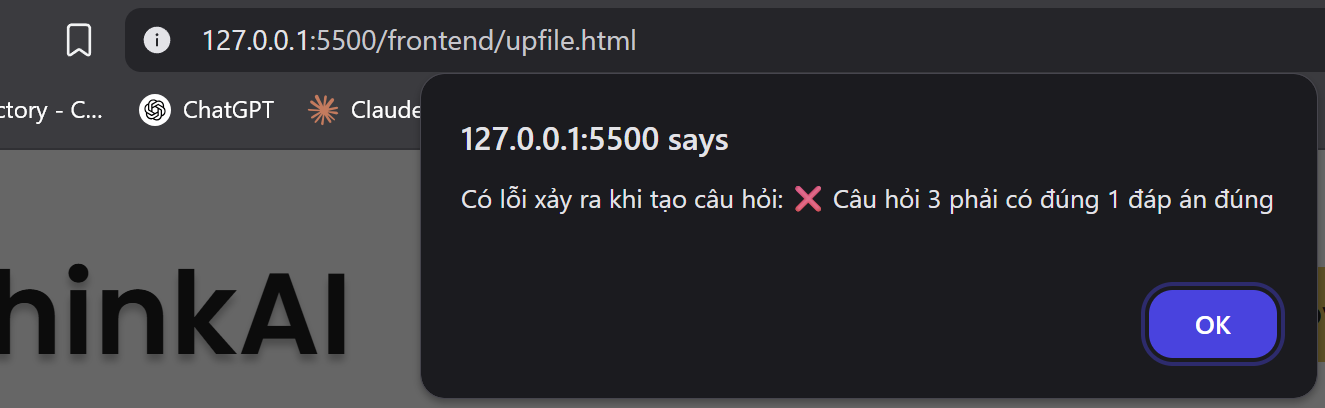 127.0.0.1:5500/frontend/upfile.html
ctory - C... ChatGPT Claude
127.0.0.1:5500 says
Có lỗi xảy ra khi tạo câu hỏi: ❌ Câu hỏi 3 phải có đúng 1 đáp án đúng
hinkAI
OK